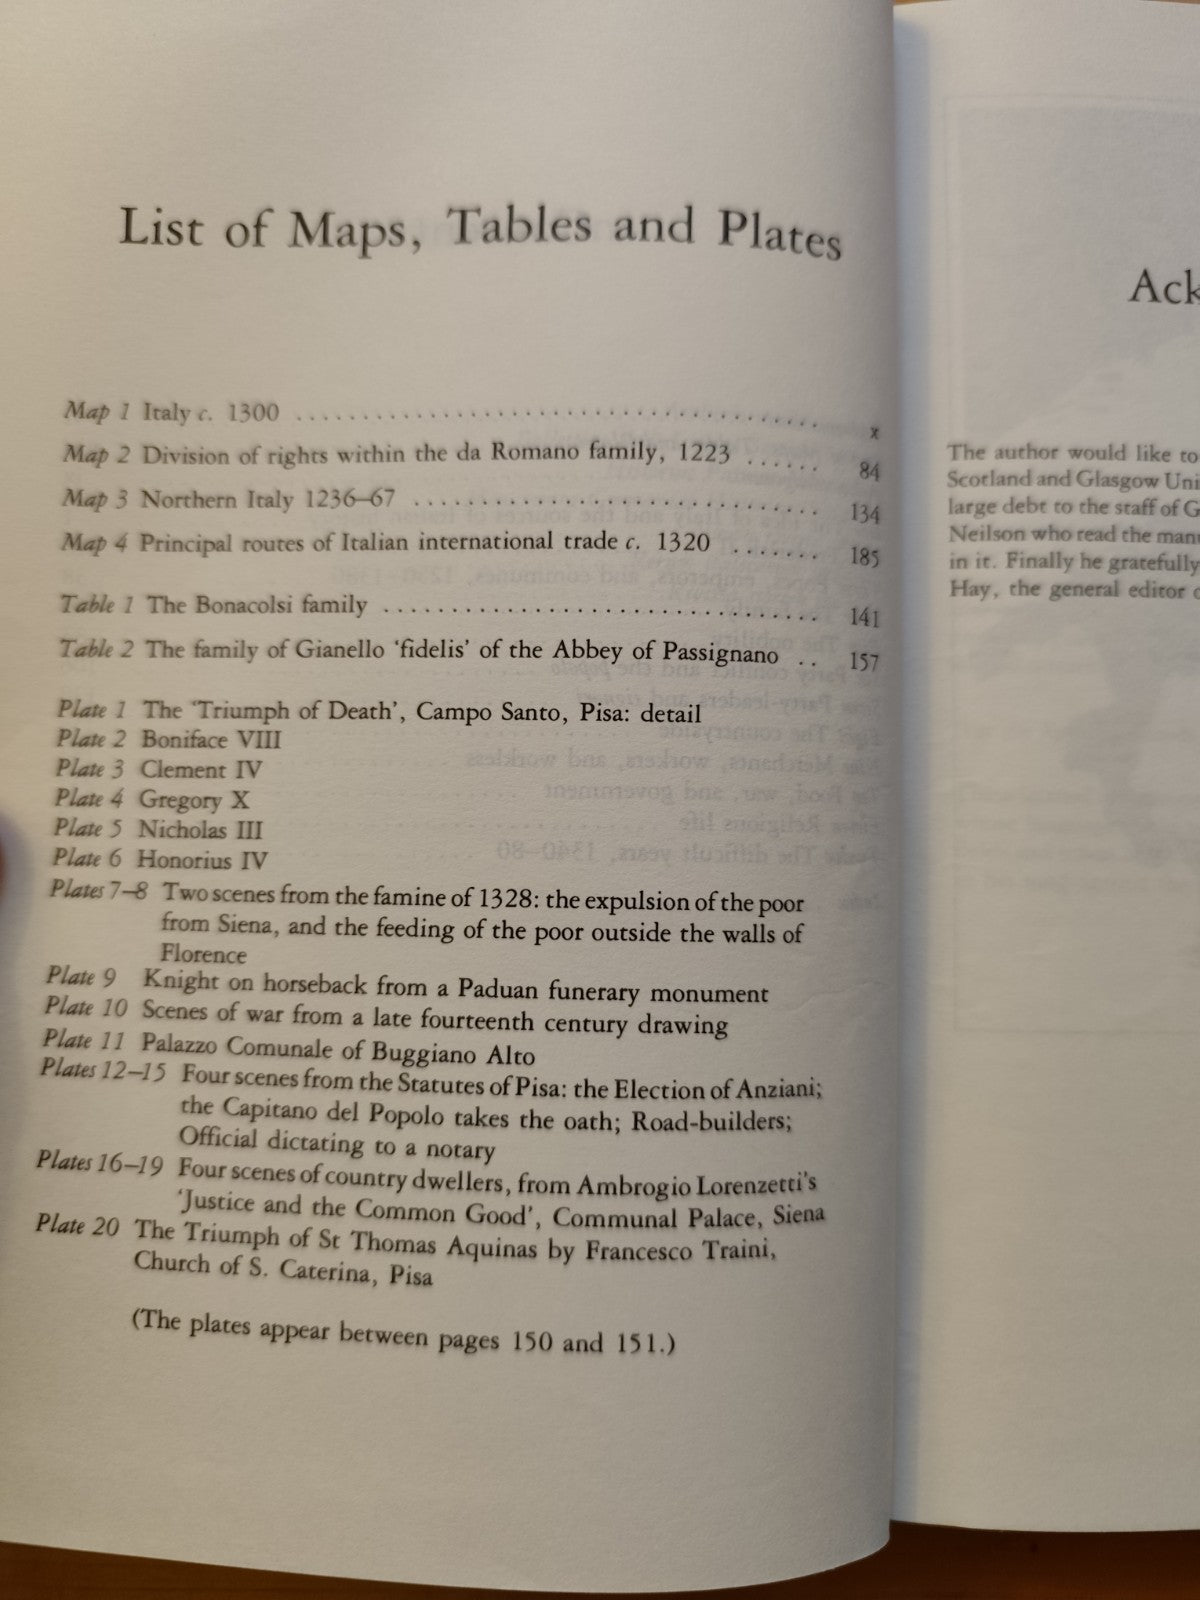 List of Maps, Tables and Plates
Map 1 Italy c. 1300 .......................................... x
Map 2 Division of rights within the da Romano family, 1223 ...... 84
Map 3 Northern Italy 1236–67 ............................... 134
Map 4 Principal routes of Italian international trade c. 1320 ....... 185
Table 1 The Bonacolsi family ................................. 141
Table 2 The family of Gianello ‘fidelis’ of the Abbey of Passignano .. 157
Plate 1 The ‘Triumph of Death’, Campo Santo, Pisa: detail
Plate 2 Boniface VIII
Plate 3 Clement IV
Plate 4 Gregory X
Plate 5 Nicholas III
Plate 6 Honorius IV
Plates 7–8 Two scenes from the famine of 1328: the expulsion of the poor
from Siena, and the feeding of the poor outside the walls of
Florence
Plate 9 Knight on horseback from a Paduan funerary monument
Plate 10 Scenes of war from a late fourteenth century drawing
Plate 11 Palazzo Comunale of Buggiano Alto
Plates 12–15 Four scenes from the Statutes of Pisa: the Election of Anziani;
the Capitano del Popolo takes the oath; Road-builders;
Official dictating to a notary
Plates 16–19 Four scenes of country dwellers, from Ambrogio Lorenzetti's
‘Justice and the Common Good’, Communal Palace, Siena
Plate 20 The Triumph of St Thomas Aquinas by Francesco Traini,
Church of S. Caterina, Pisa
(The plates appear between pages 150 and 151.)
Ack
The author would like to
Scotland and Glasgow Uni
large debt to the staff of G
Neilson who read the manu
in it. Finally he gratefully
Hay, the general editor